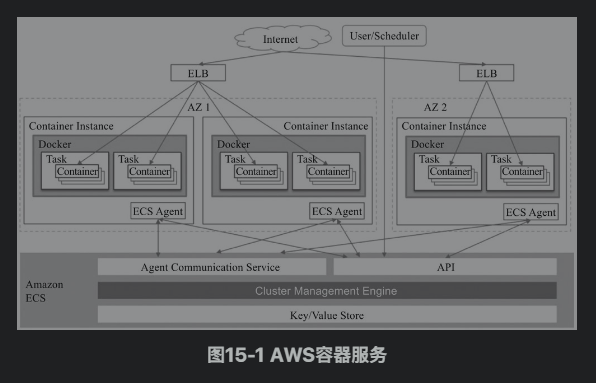 Internet
User/Scheduler
ELB
ELB
AZ 1
AZ 2
Container Instance
Container Instance
Container Instance
Docker
Docker
Docker
Task
Task
Task
Task
Task
Task
Container
Container
Container
Container
Container
Container
ECS Agent
ECS Agent
ECS Agent
Amazon
ECS
Agent Communication Service
API
Cluster Management Engine
Key/Value Store
图15-1 AWS容器服务